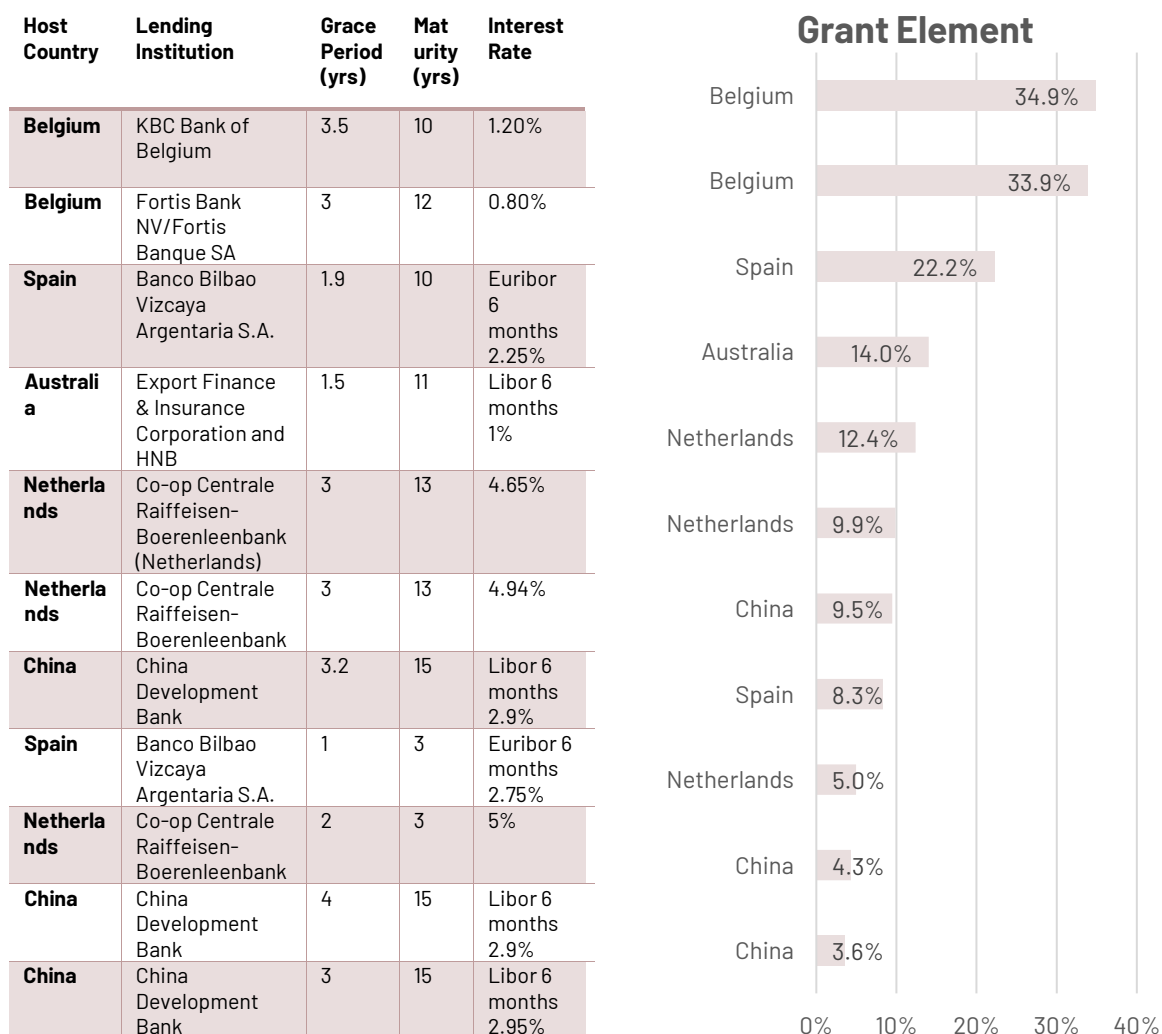 Host Country
Lending Institution
Grace Period (yrs)
Mat urity (yrs)
Interest Rate
Belgium
KBC Bank of
Belgium
3.5
10
1.20%
Belgium
Fortis Bank
NV/Fortis
Banque SA
3
12
0.80%
Spain
Banco Bilbao
Vizcaya
Argentaria S.A.
1.9
10
Euribor
6
months
2.25%
Australi
a
Export Finance
& Insurance
Corporation and
HNB
1.5
11
Libor 6
months
1%
Netherla
nds
Co-op Centrale
Raiffeisen-
Boerenleenbank
(Netherlands)
3
13
4.65%
Netherla
nds
Co-op Centrale
Raiffeisen-
Boerenleenbank
3
13
4.94%
China
China
Development
Bank
3.2
15
Libor 6
months
2.9%
Spain
Banco Bilbao
Vizcaya
Argentaria S.A.
1
3
Euribor 6
months
2.75%
Netherla
nds
Co-op Centrale
Raiffeisen-
Boerenleenbank
2
3
5%
China
China
Development
Bank
4
15
Libor 6
months
2.9%
China
China
Development
Bank
3
15
Libor 6
months
2.95%
Grant Element
Belgium 34.9%
Belgium 33.9%
Spain 22.2%
Australia 14.0%
Netherlands 12.4%
Netherlands 9.9%
China 9.5%
Spain 8.3%
Netherlands 5.0%
China 4.3%
China 3.6%
0% 10% 20% 30% 40%